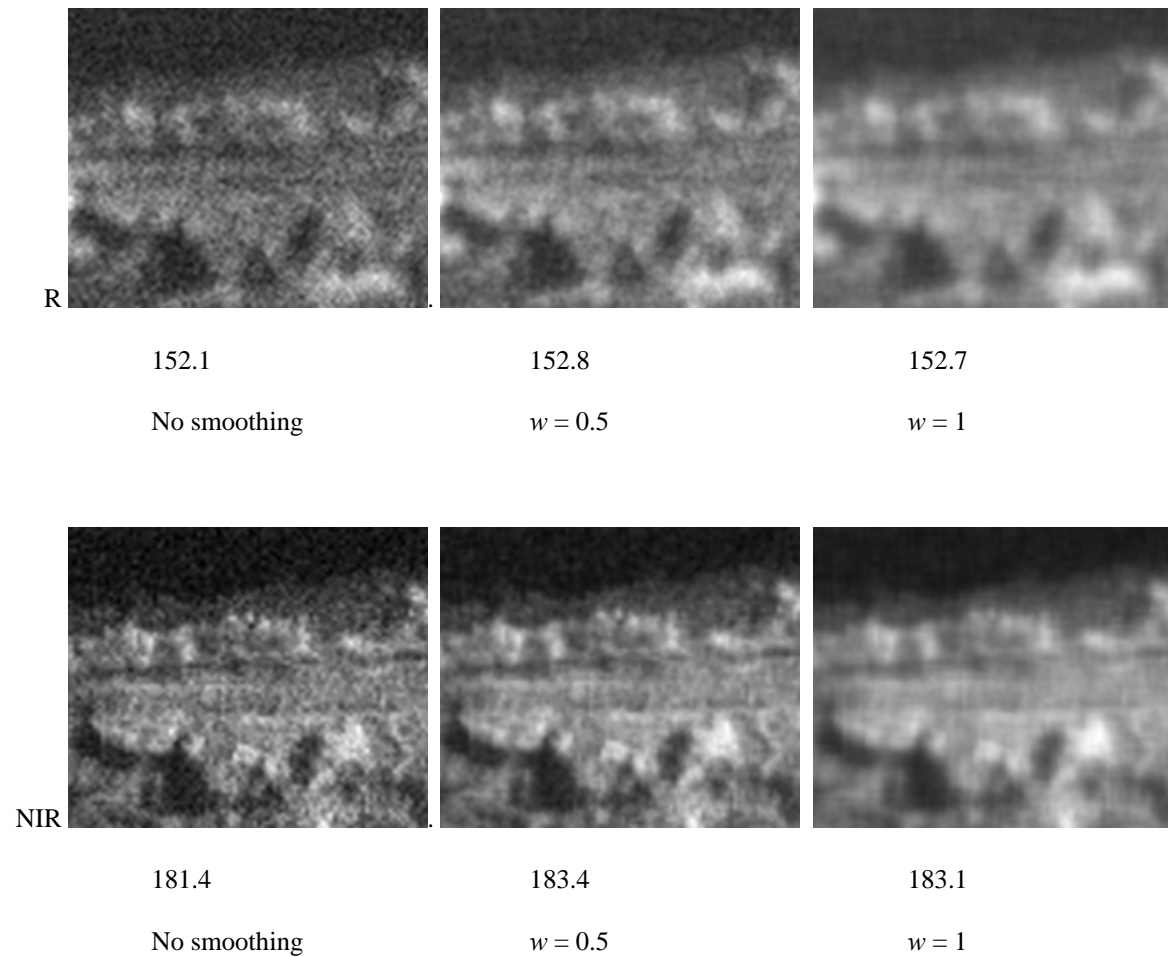 R .
152.1 152.8 152.7
No smoothing w = 0.5 w = 1
NIR .
181.4 183.4 183.1
No smoothing w = 0.5 w = 1